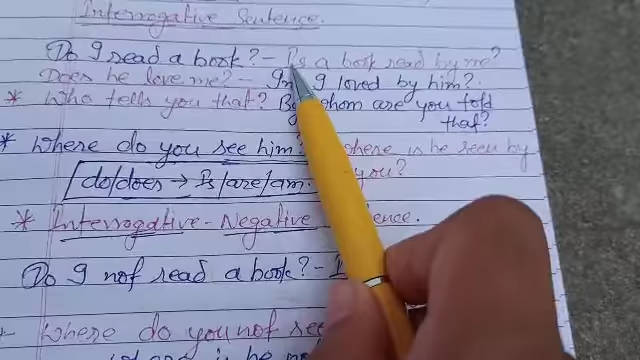 Interrogative Sentence.
Do I read a book? - Is a book read by me?
Does he love me? - I loved by him?
* Who tells you that? By whom are you told
that?
* Where do you see him? where is he seen by
do/does → Is/are/am. you?
* Interrogative - Negative
Do I not read a book? -
Where do you not see